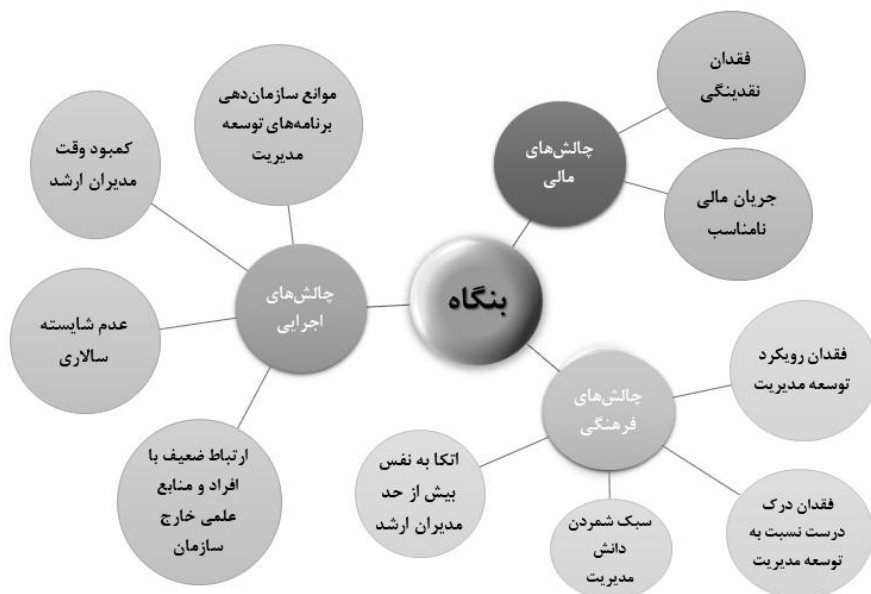 بنگاه
چالش‌های
مالی
فقدان
نقدینگی
جریان مالی
نامناسب
چالش‌های
فرهنگی
فقدان رویکرد
توسعه مدیریت
فقدان درک
درست نسبت به
توسعه مدیریت
سبک شمردن
دانش
مدیریت
اتکا به نفس
بیش از حد
مدیران ارشد
چالش‌های
اجرایی
موانع سازمان‌دهی
برنامه‌های توسعه
مدیریت
کمبود وقت
مدیران ارشد
عدم شایسته
سالاری
ارتباط ضعیف با
افراد و منابع
علمی خارج
سازمان